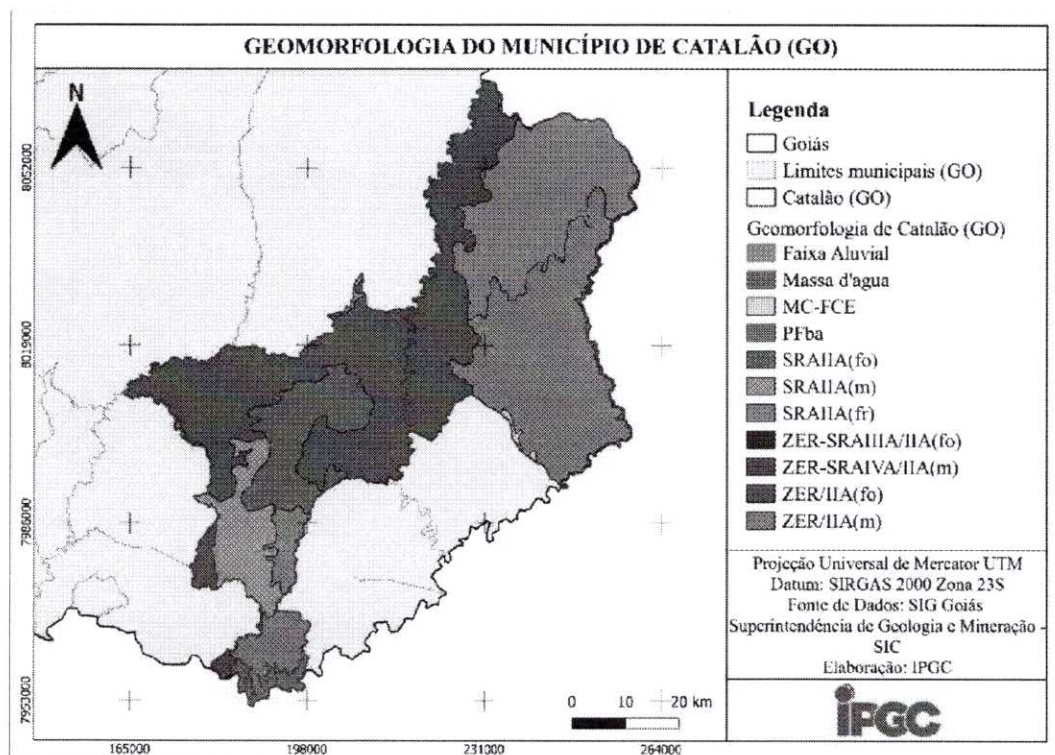 GEOMORFOLOGIA DO MUNICÍPIO DE CATALÃO (GO)
N
8052000
8019000
7986000
7953000
165000
198000
231000
264000
0 10 20 km
Legenda
Goiás
Limites municipais (GO)
Catalão (GO)
Geomorfologia de Catalão (GO)
Faixa Aluvial
Massa d'agua
MC-FCE
PFba
SRAIIA(fo)
SRAIIA(m)
SRAIIA(fr)
ZER-SRAIIIA/IIA(fo)
ZER-SRAIVA/IIA(m)
ZER/IIA(fo)
ZER/IIA(m)
Projeção Universal de Mercator UTM
Datum: SIRGAS 2000 Zona 23S
Fonte de Dados: SIG Goiás
Superintendência de Geologia e Mineração -
SIC
Elaboração: IPGC
iPGC